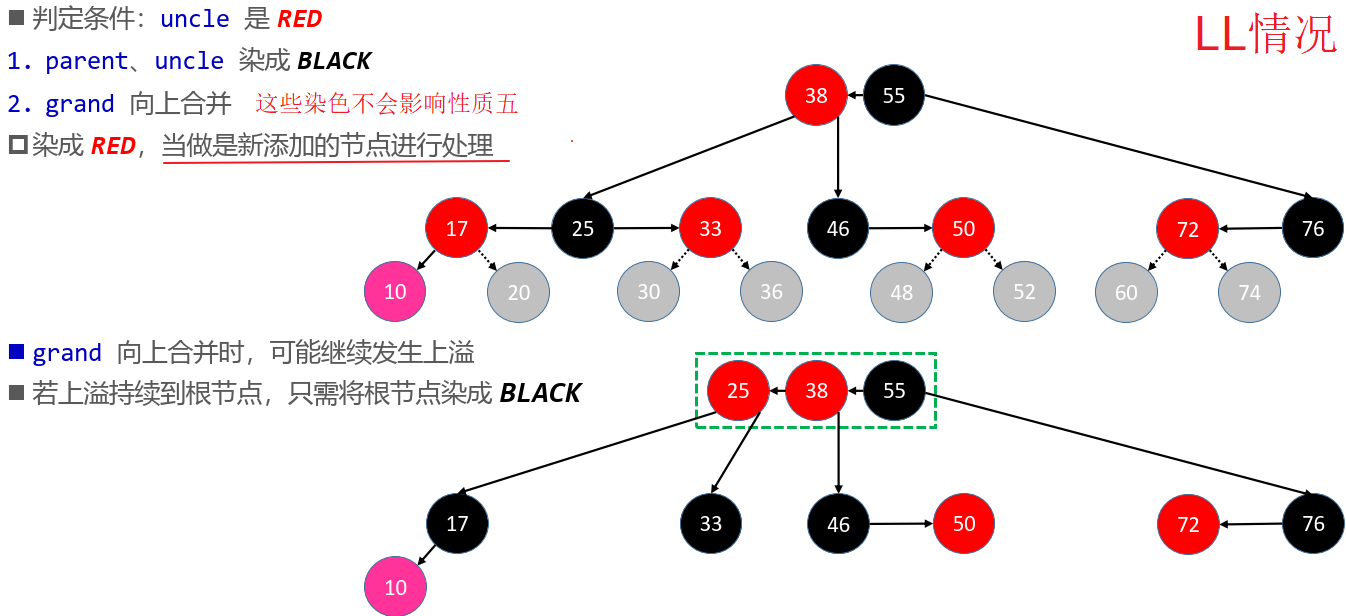 ■ 判定条件：uncle 是 RED
LL情况
1. parent、uncle 染成 BLACK
2. grand 向上合并 这些染色不会影响性质五
染成 RED，当做是新添加的节点进行处理
38 55
17 25 33 46 50 72 76
10 20 30 36 48 52 60 74
■ grand 向上合并时，可能继续发生上溢
■ 若上溢持续到根节点，只需将根节点染成 BLACK
25 38 55
17 33 46 50 72 76
10